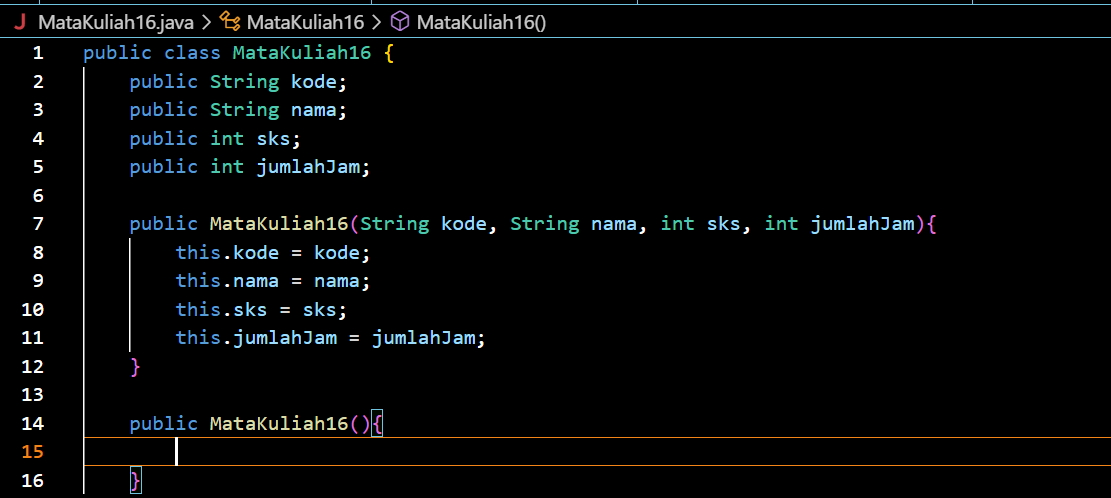 J MataKuliah16.java > MataKuliah16 > MataKuliah16()
1 public class MataKuliah16 {
2     public String kode;
3     public String nama;
4     public int sks;
5     public int jumlahJam;
6
7     public MataKuliah16(String kode, String nama, int sks, int jumlahJam){
8         this.kode = kode;
9         this.nama = nama;
10         this.sks = sks;
11         this.jumlahJam = jumlahJam;
12     }
13
14     public MataKuliah16(){
15
16     }